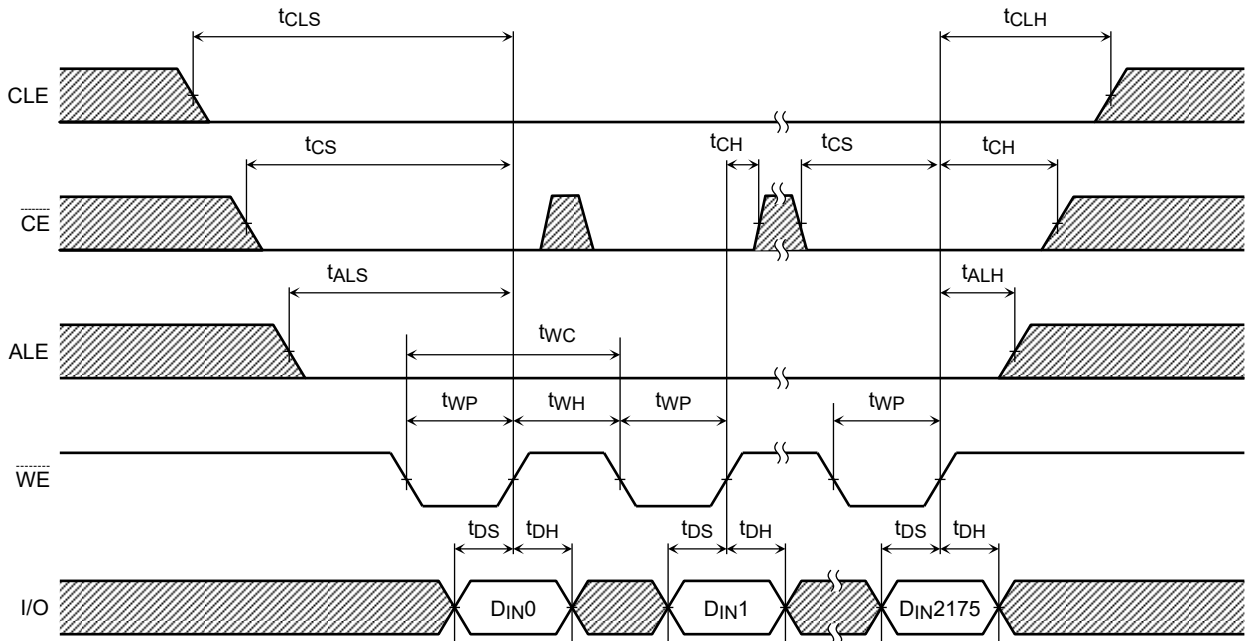 tCLS
tCLH
CLE
tCS
tCH
tCS
tCH
CE
tALS
tALH
tWC
ALE
tWP
tWH
tWP
tWP
WE
tDS
tDH
tDS
tDH
tDS
tDH
I/O
DIN0
DIN1
DIN2175